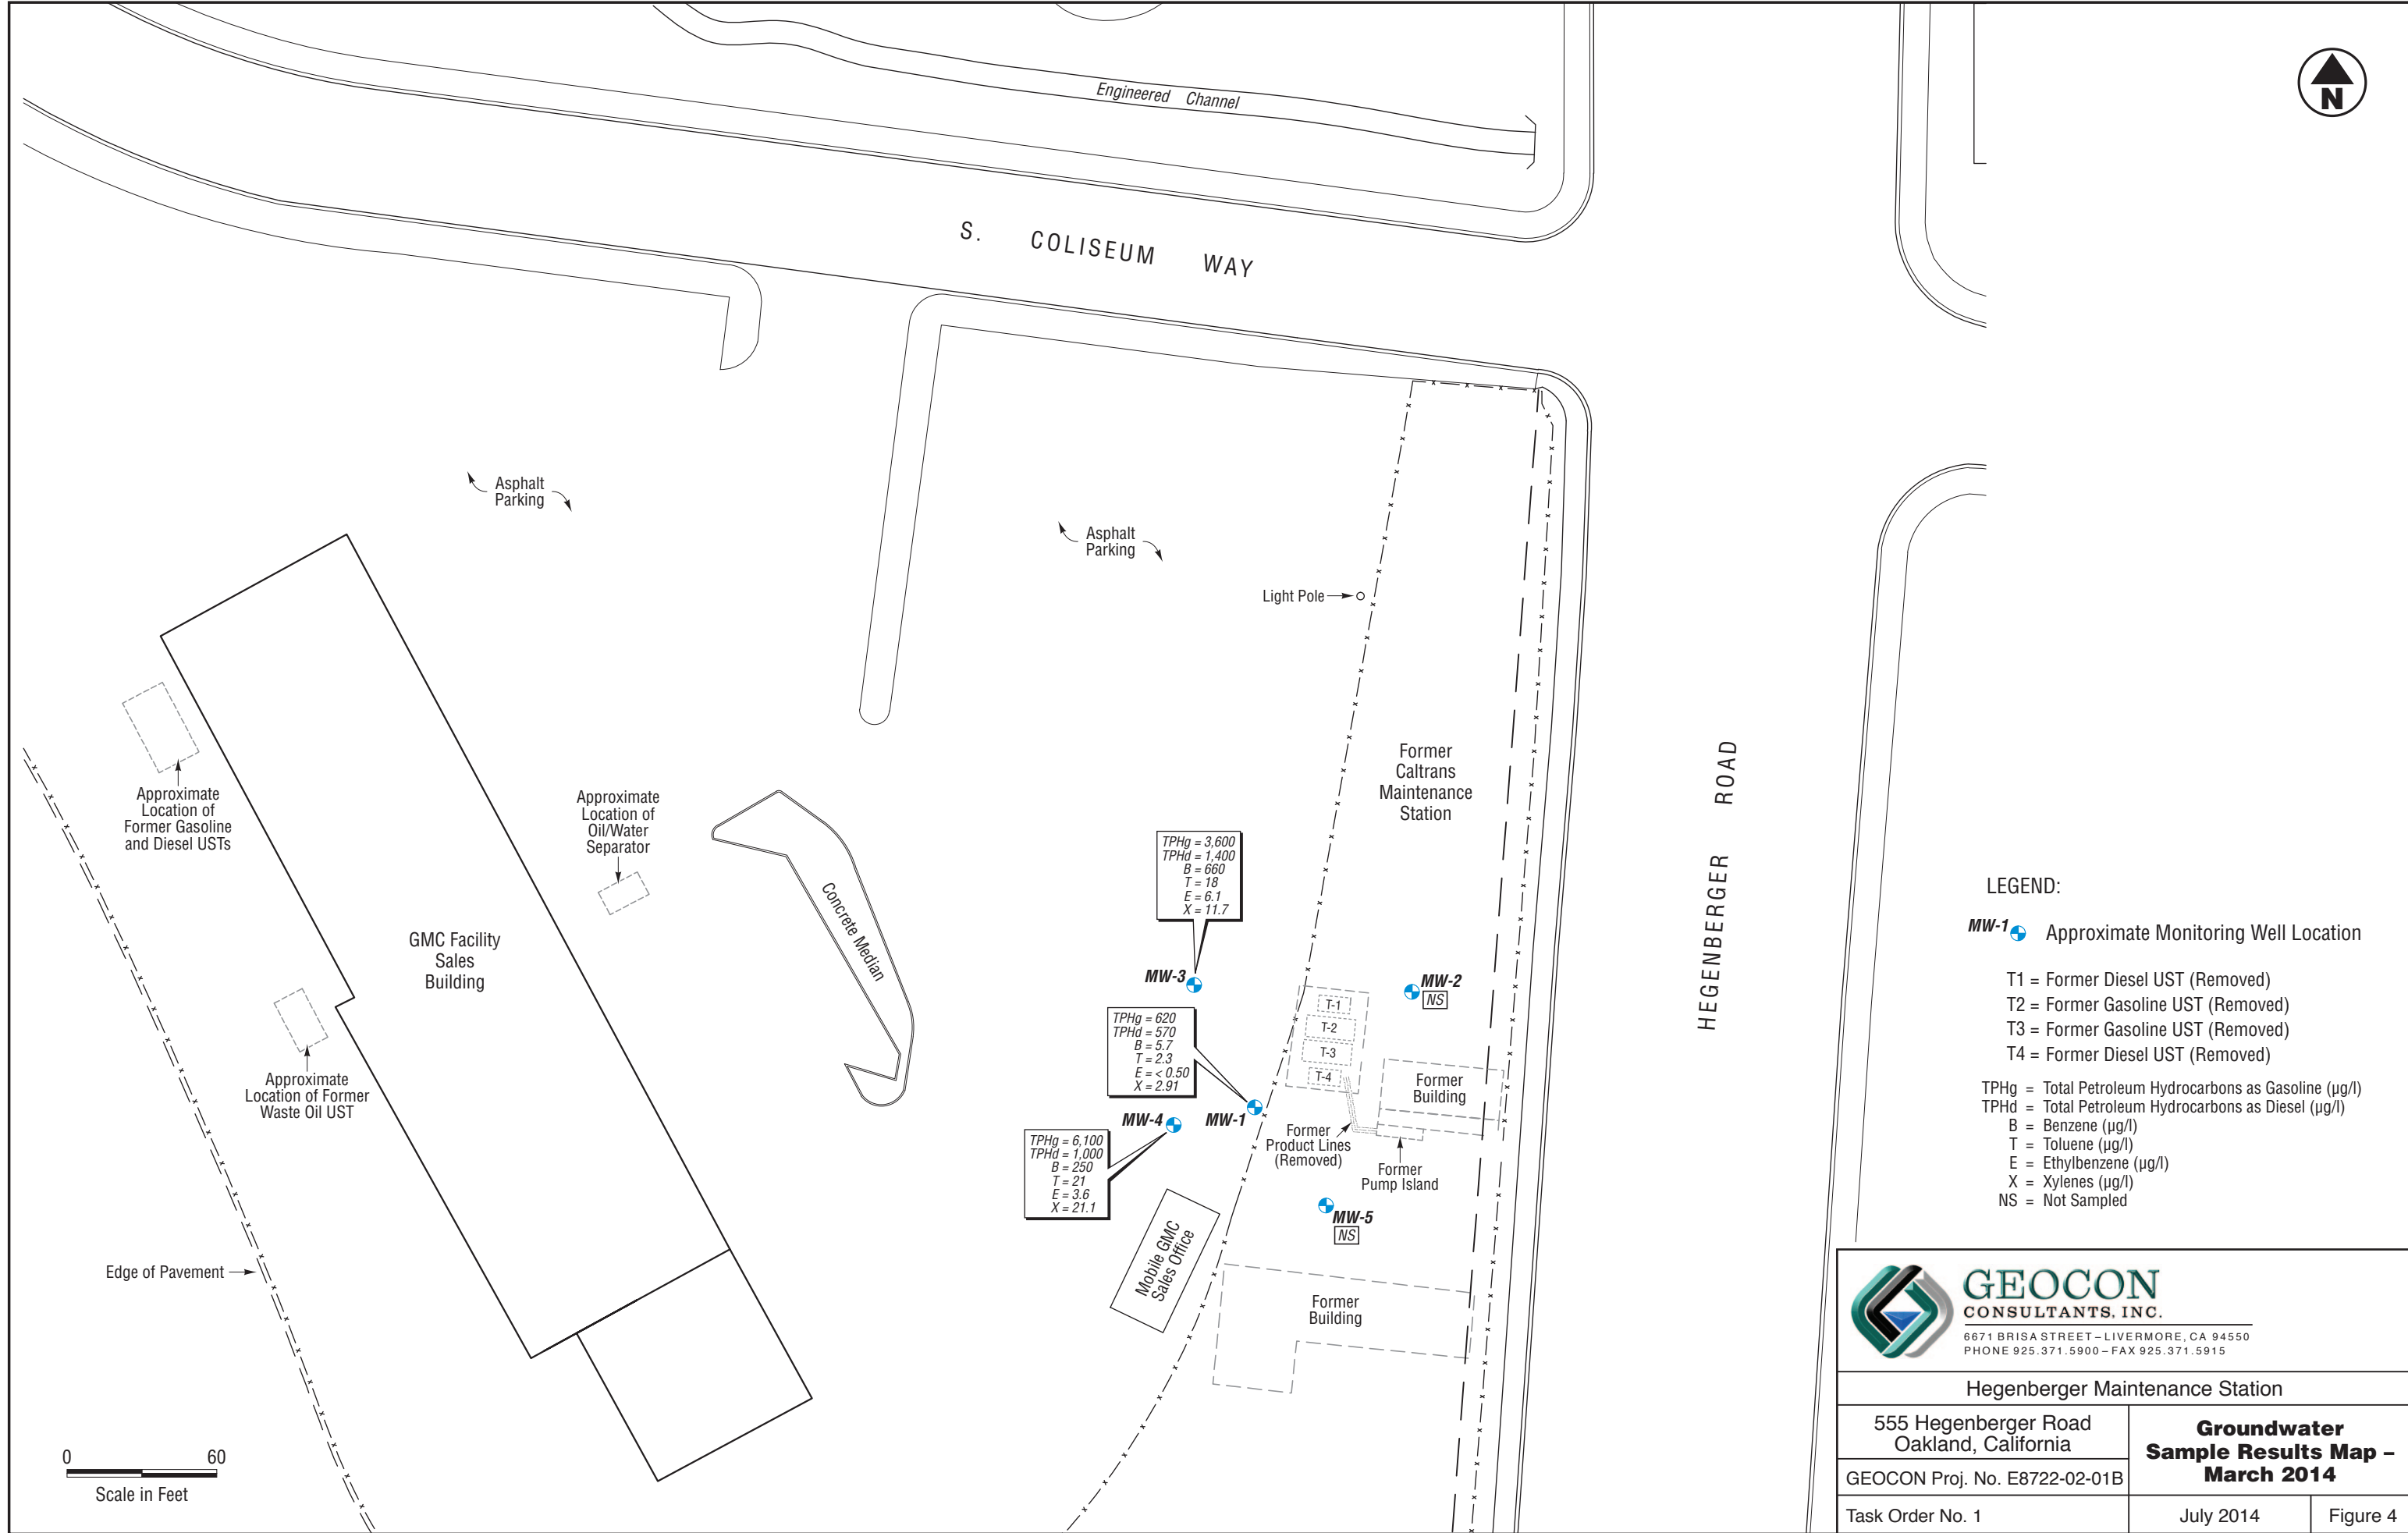 Engineered Channel
N
S. COLISEUM WAY
Asphalt
Parking
Asphalt
Parking
Light Pole
Former
Caltrans
Maintenance
Station
HEGENBERGER ROAD
Approximate
Location of
Former Gasoline
and Diesel USTs
Approximate
Location of
Oil/Water
Separator
Concrete Median
GMC Facility
Sales
Building
Approximate
Location of Former
Waste Oil UST
Edge of Pavement
TPHg = 3,600
TPHd = 1,400
B = 660
T = 18
E = 6.1
X = 11.7
MW-3
MW-2
NS
TPHg = 620
TPHd = 570
B = 5.7
T = 2.3
E = < 0.50
X = 2.91
T-1
T-2
T-3
T-4
Former
Building
MW-4
MW-1
TPHg = 6,100
TPHd = 1,000
B = 250
T = 21
E = 3.6
X = 21.1
Former
Product Lines
(Removed)
Former
Pump Island
MW-5
NS
Mobile GMC
Sales Office
Former
Building
0 60
Scale in Feet
LEGEND:
MW-1 Approximate Monitoring Well Location
T1 = Former Diesel UST (Removed)
T2 = Former Gasoline UST (Removed)
T3 = Former Gasoline UST (Removed)
T4 = Former Diesel UST (Removed)
TPHg = Total Petroleum Hydrocarbons as Gasoline (µg/l)
TPHd = Total Petroleum Hydrocarbons as Diesel (µg/l)
B = Benzene (µg/l)
T = Toluene (µg/l)
E = Ethylbenzene (µg/l)
X = Xylenes (µg/l)
NS = Not Sampled
GEOCON
CONSULTANTS, INC.
6671 BRISA STREET – LIVERMORE, CA 94550
PHONE 925.371.5900 – FAX 925.371.5915
Hegenberger Maintenance Station
555 Hegenberger Road
Oakland, California
GEOCON Proj. No. E8722-02-01B
Groundwater
Sample Results Map –
March 2014
Task Order No. 1
July 2014
Figure 4